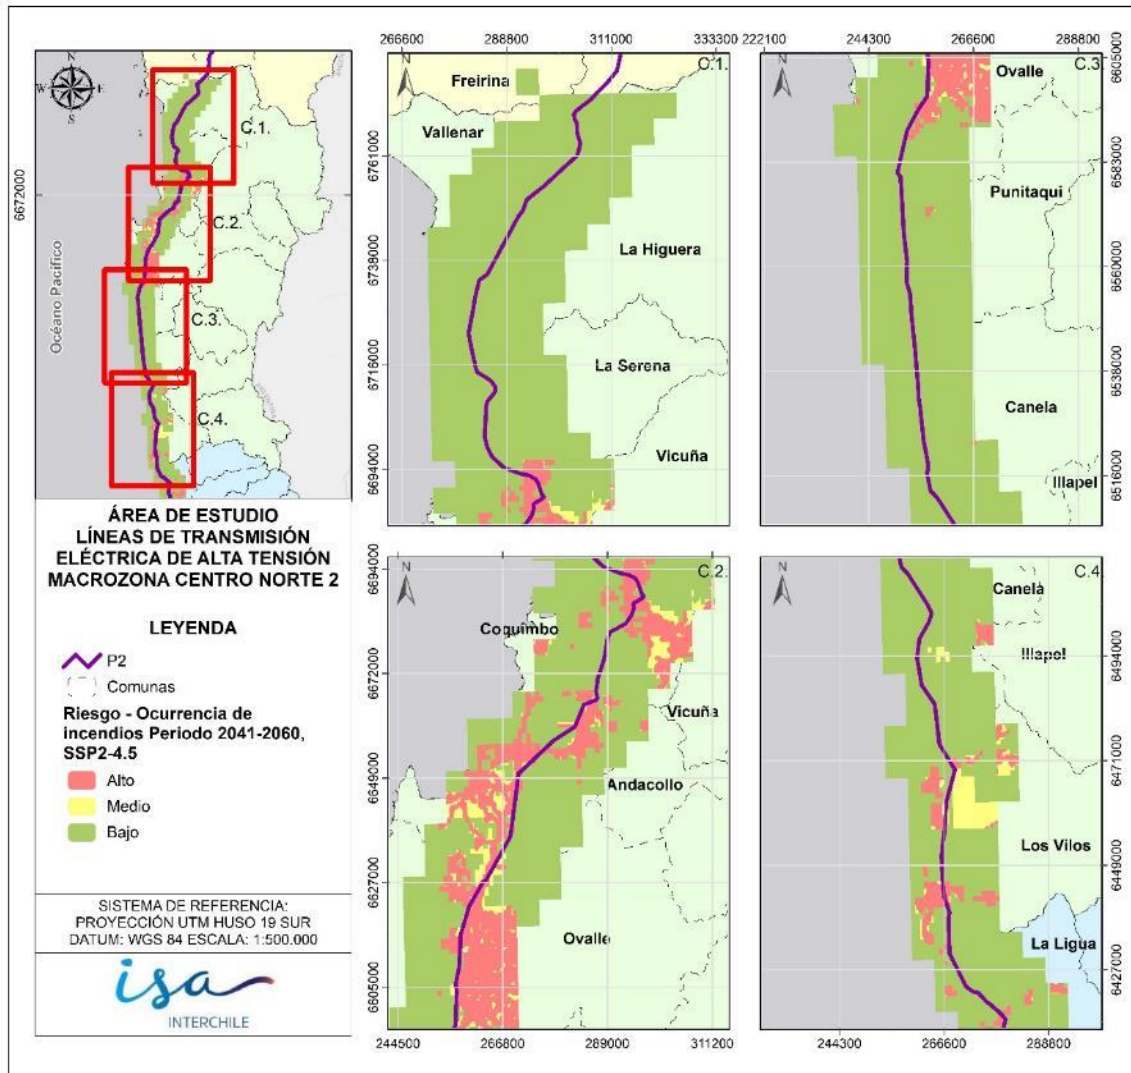 N
W
E
S
6672000
Océano Pacífico
C.1.
C.2.
C.3.
C.4.
ÁREA DE ESTUDIO
LÍNEAS DE TRANSMISIÓN
ELÉCTRICA DE ALTA TENSIÓN
MACROZONA CENTRO NORTE 2
LEYENDA
P2
Comunas
Riesgo - Ocurrencia de
incendios Periodo 2041-2060,
SSP2-4.5
Alto
Medio
Bajo
SISTEMA DE REFERENCIA:
PROYECCIÓN UTM HUSO 19 SUR
DATUM: WGS 84 ESCALA: 1:500.000
isa
INTERCHILE
266800 288800 311000 333300
N
C.1.
Freirina
Vallenar
6761000
La Higuera
6738000
La Serena
6716000
Vicuña
6694000
222100 244300 266600 288800
N
C.3
Ovalle
6605000
6583000
Punitaqui
6560000
6538000
Canela
Illapel
6516000
N
C.2.
6694000
Coquimbo
6672000
Vicuña
6649000
Andacollo
6627000
Ovalle
6605000
244500 266800 289000 311200
N
C.4.
Canela
Illapel
6494000
6471000
Los Vilos
6449000
La Ligua
6427000
244300 266600 288800